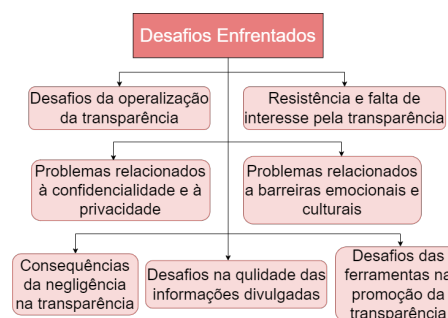 Desafios Enfrentados
Desafios da operalização
da transparência
Resistência e falta de
interesse pela transparência
Problemas relacionados
à confidencialidade e à
privacidade
Problemas relacionados
a barreiras emocionais e
culturais
Consequências
da negligência
na transparência
Desafios na qulidade das
informações divulgadas
Desafios das
ferramentas na
promoção da
transparência